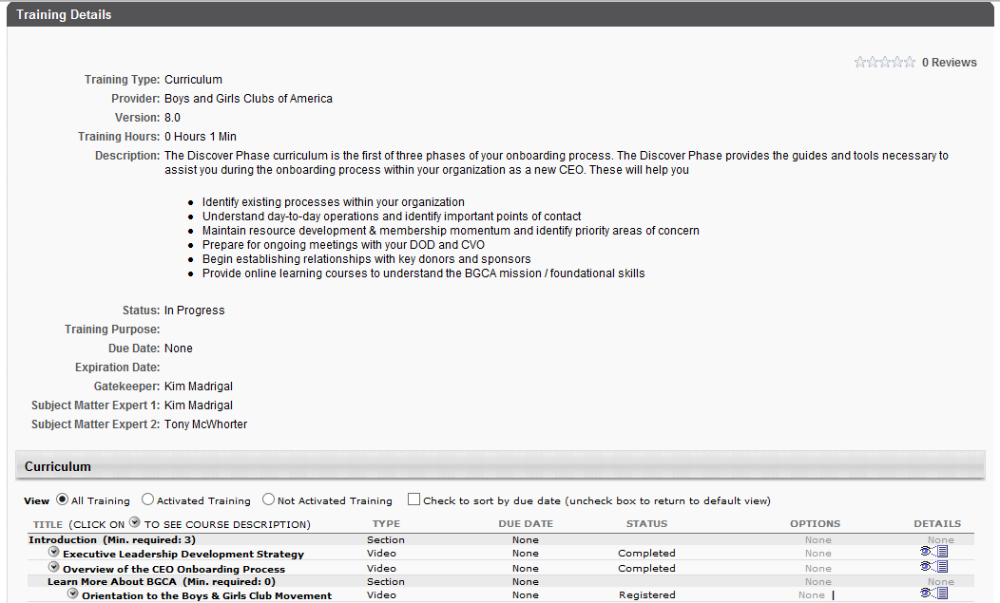 Training Details
0 Reviews
Training Type: Curriculum
Provider: Boys and Girls Clubs of America
Version: 8.0
Training Hours: 0 Hours 1 Min
Description: The Discover Phase curriculum is the first of three phases of your onboarding process. The Discover Phase provides the guides and tools necessary to
assist you during the onboarding process within your organization as a new CEO. These will help you
• Identify existing processes within your organization
• Understand day-to-day operations and identify important points of contact
• Maintain resource development & membership momentum and identify priority areas of concern
• Prepare for ongoing meetings with your DOD and CVO
• Begin establishing relationships with key donors and sponsors
• Provide online learning courses to understand the BGCA mission / foundational skills
Status: In Progress
Training Purpose:
Due Date: None
Expiration Date:
Gatekeeper: Kim Madrigal
Subject Matter Expert 1: Kim Madrigal
Subject Matter Expert 2: Tony McWhorter
Curriculum
View All Training Activated Training Not Activated Training Check to sort by due date (uncheck box to return to default view)
TITLE (CLICK ON TO SEE COURSE DESCRIPTION) TYPE DUE DATE STATUS OPTIONS DETAILS
Introduction (Min. required: 3) Section None None None
Executive Leadership Development Strategy Video None Completed None
Overview of the CEO Onboarding Process Video None Completed None
Learn More About BGCA (Min. required: 0) Section None None None
Orientation to the Boys & Girls Club Movement Video None Registered None |